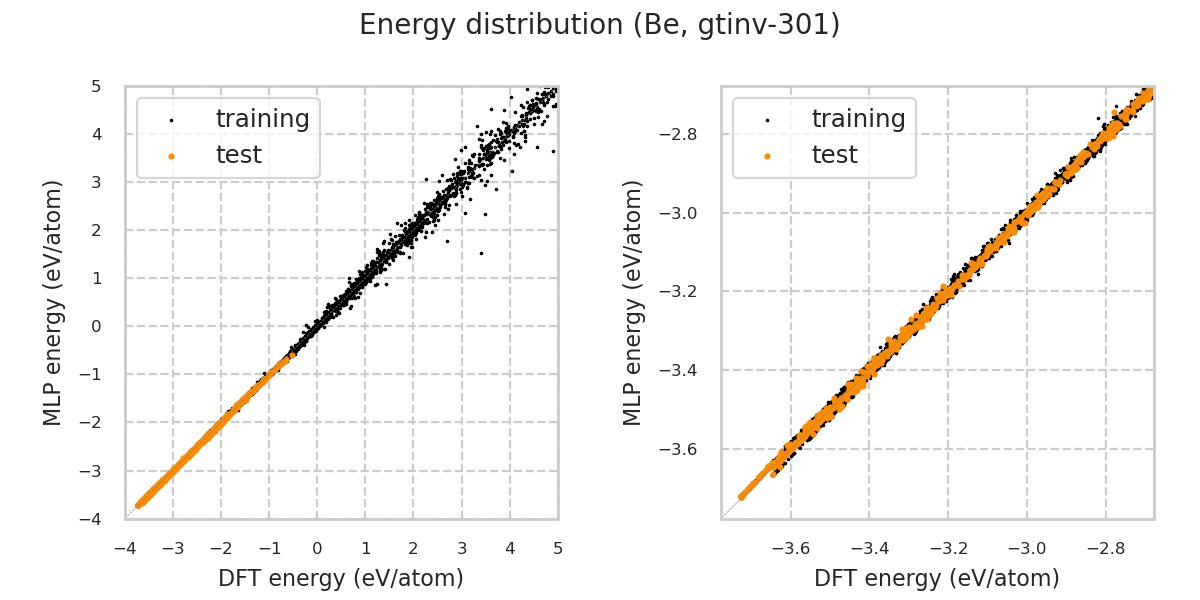 Energy distribution (Be, gtinv-301)
training
test
5
4
3
2
1
0
−1
−2
−3
−4
−4 −3 −2 −1 0 1 2 3 4 5
MLP energy (eV/atom)
DFT energy (eV/atom)
training
test
−2.8
−3.0
−3.2
−3.4
−3.6
−3.6 −3.4 −3.2 −3.0 −2.8
MLP energy (eV/atom)
DFT energy (eV/atom)